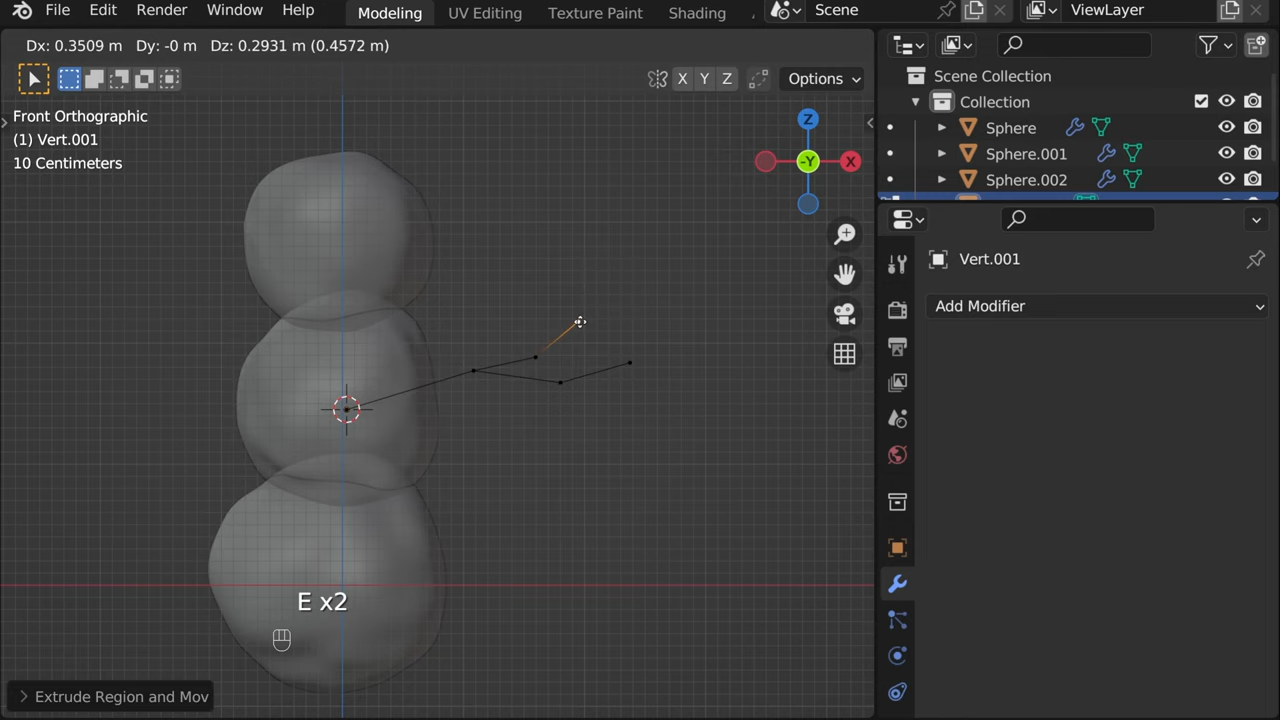 File Edit Render Window Help Modeling UV Editing Texture Paint Shading Scene ViewLayer
Dx: 0.3509 m Dy: -0 m Dz: 0.2931 m (0.4572 m)
X Y Z Options
Front Orthographic
(1) Vert.001
10 Centimeters
Z
-Y X
Scene Collection
Collection
Sphere
Sphere.001
Sphere.002
Vert.001
Add Modifier
E x2
Extrude Region and Mov